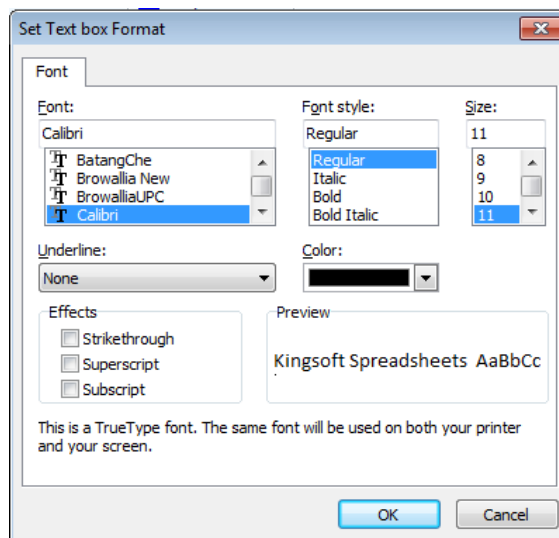 Set Text box Format
Font
Font: Font style: Size:
Calibri Regular 11
BatangChe Regular 8
Browallia New Italic 9
BrowalliaUPC Bold 10
Calibri Bold Italic 11
Underline: Color:
None
Effects Preview
Strikethrough
Superscript
Subscript
Kingsoft Spreadsheets AaBbCc
This is a TrueType font. The same font will be used on both your printer
and your screen.
OK Cancel